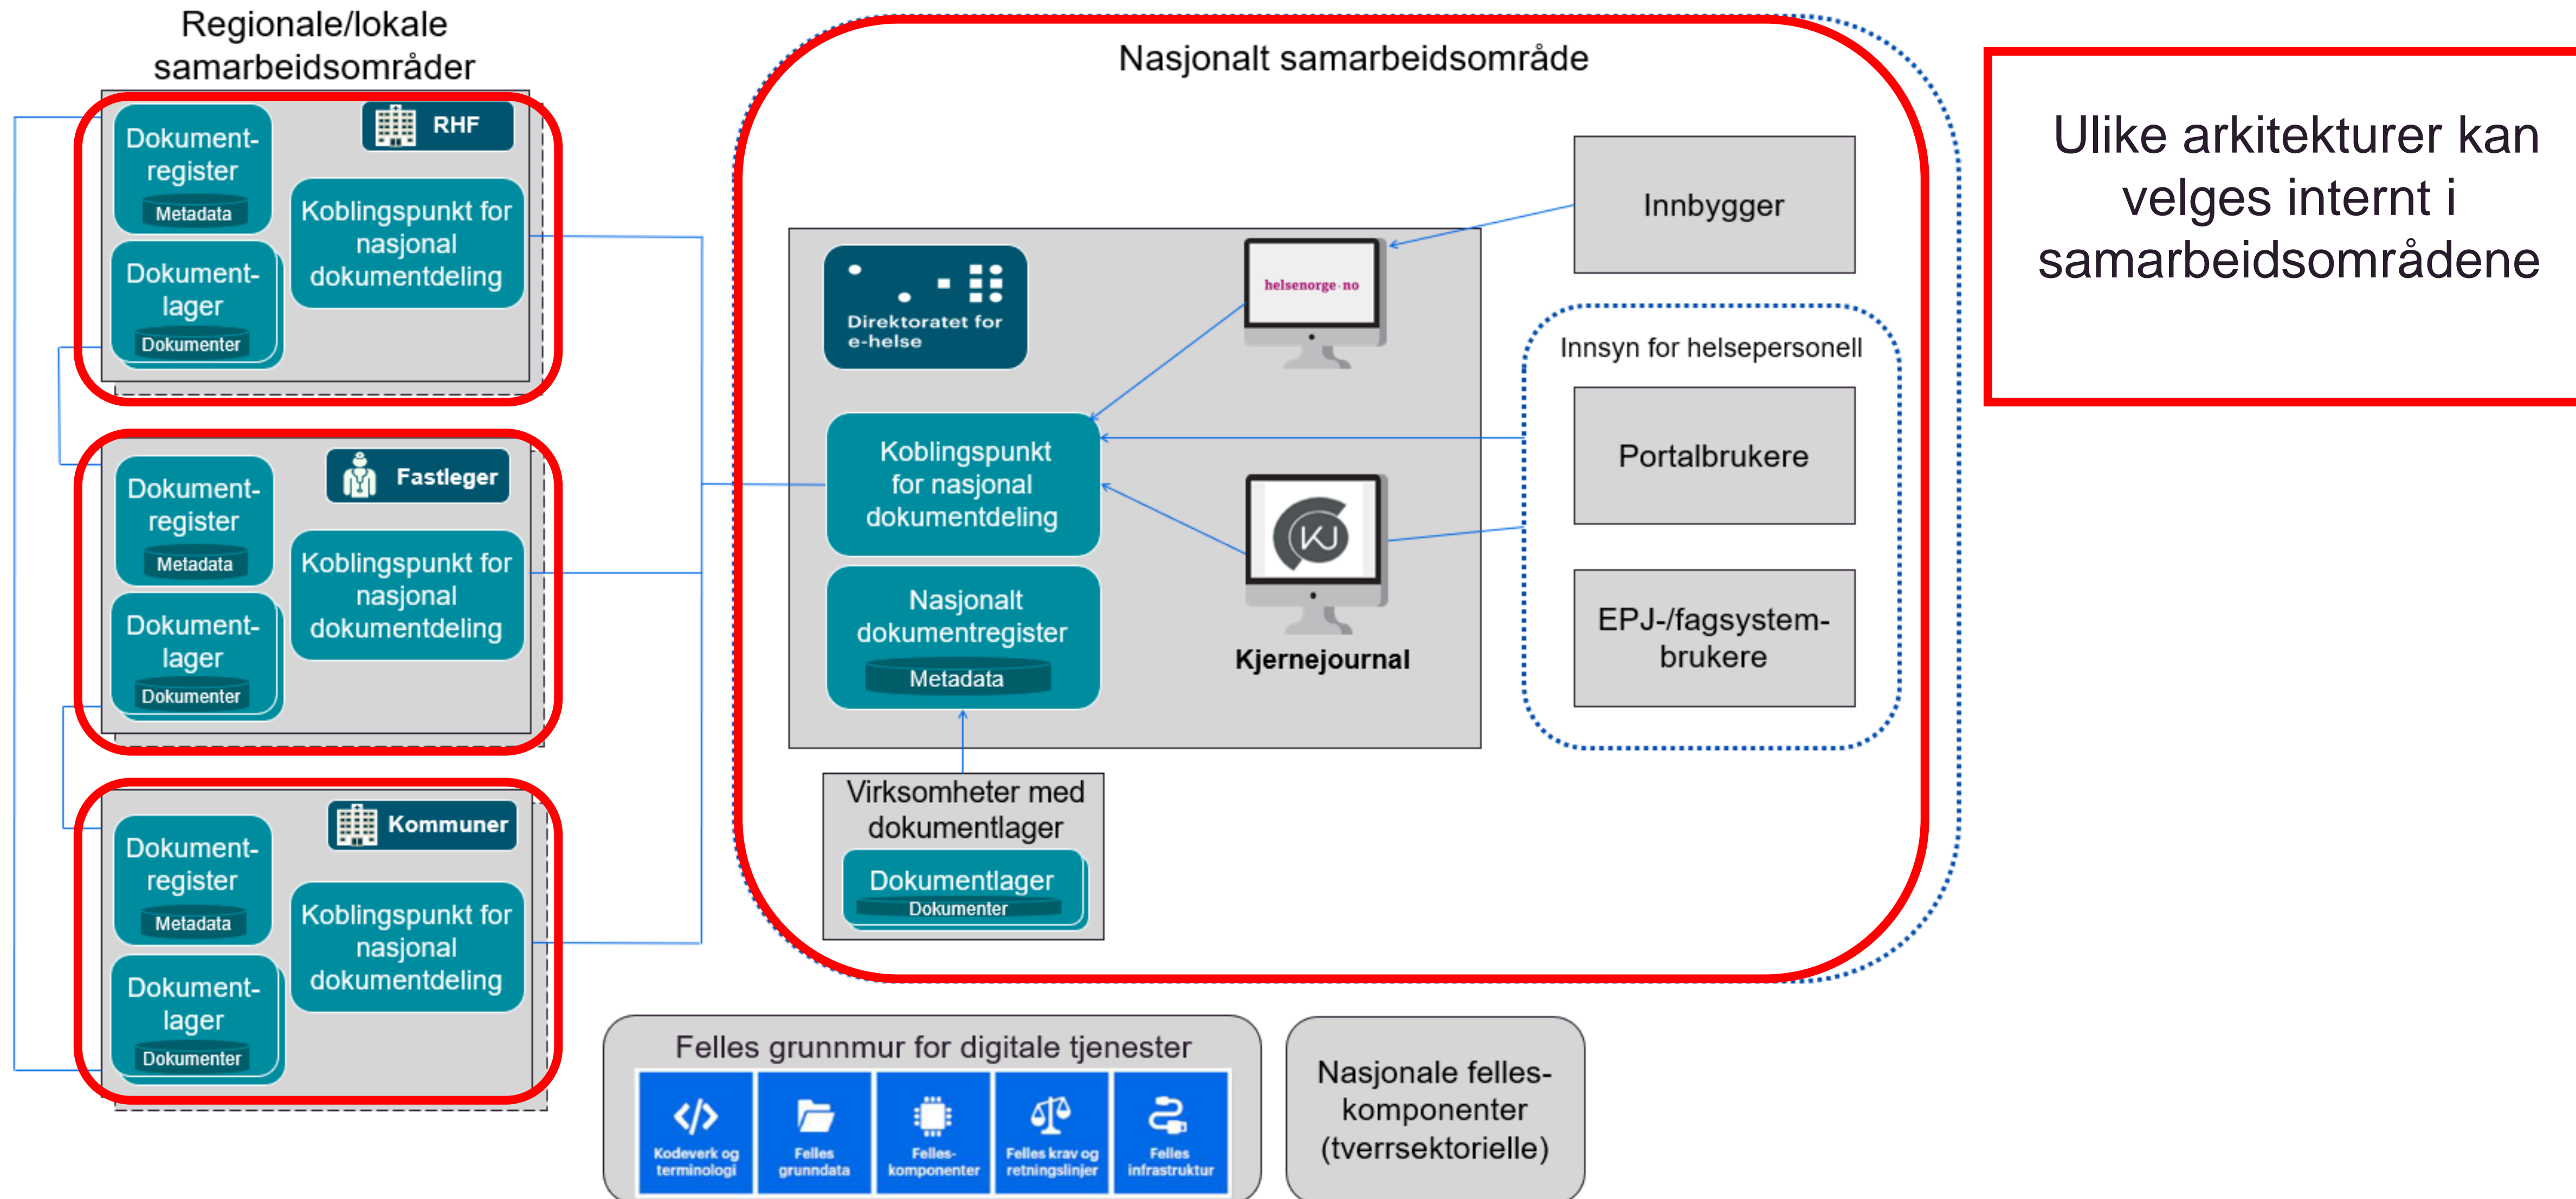 Regionale/lokale
samarbeidsområder
RHF
Dokument-
register
Metadata
Dokument-
lager
Dokumenter
Koblingspunkt for
nasjonal
dokumentdeling
Fastleger
Dokument-
register
Metadata
Dokument-
lager
Dokumenter
Koblingspunkt for
nasjonal
dokumentdeling
Kommuner
Dokument-
register
Metadata
Dokument-
lager
Dokumenter
Koblingspunkt for
nasjonal
dokumentdeling
Nasjonalt samarbeidsområde
Direktoratet for
e-helse
helsenorge·no
Koblingspunkt
for nasjonal
dokumentdeling
Nasjonalt
dokumentregister
Metadata
KJ
Kjernejournal
Innbygger
Innsyn for helsepersonell
Portalbrukere
EPJ-/fagsystem-
brukere
Virksomheter med
dokumentlager
Dokumentlager
Dokumenter
Ulike arkitekturer kan
velges internt i
samarbeidsområdene
Felles grunnmur for digitale tjenester
Kodeverk og
terminologi
Felles
grunndata
Felles-
komponenter
Felles krav og
retningslinjer
Felles
infrastruktur
Nasjonale felles-
komponenter
(tverrsektorielle)